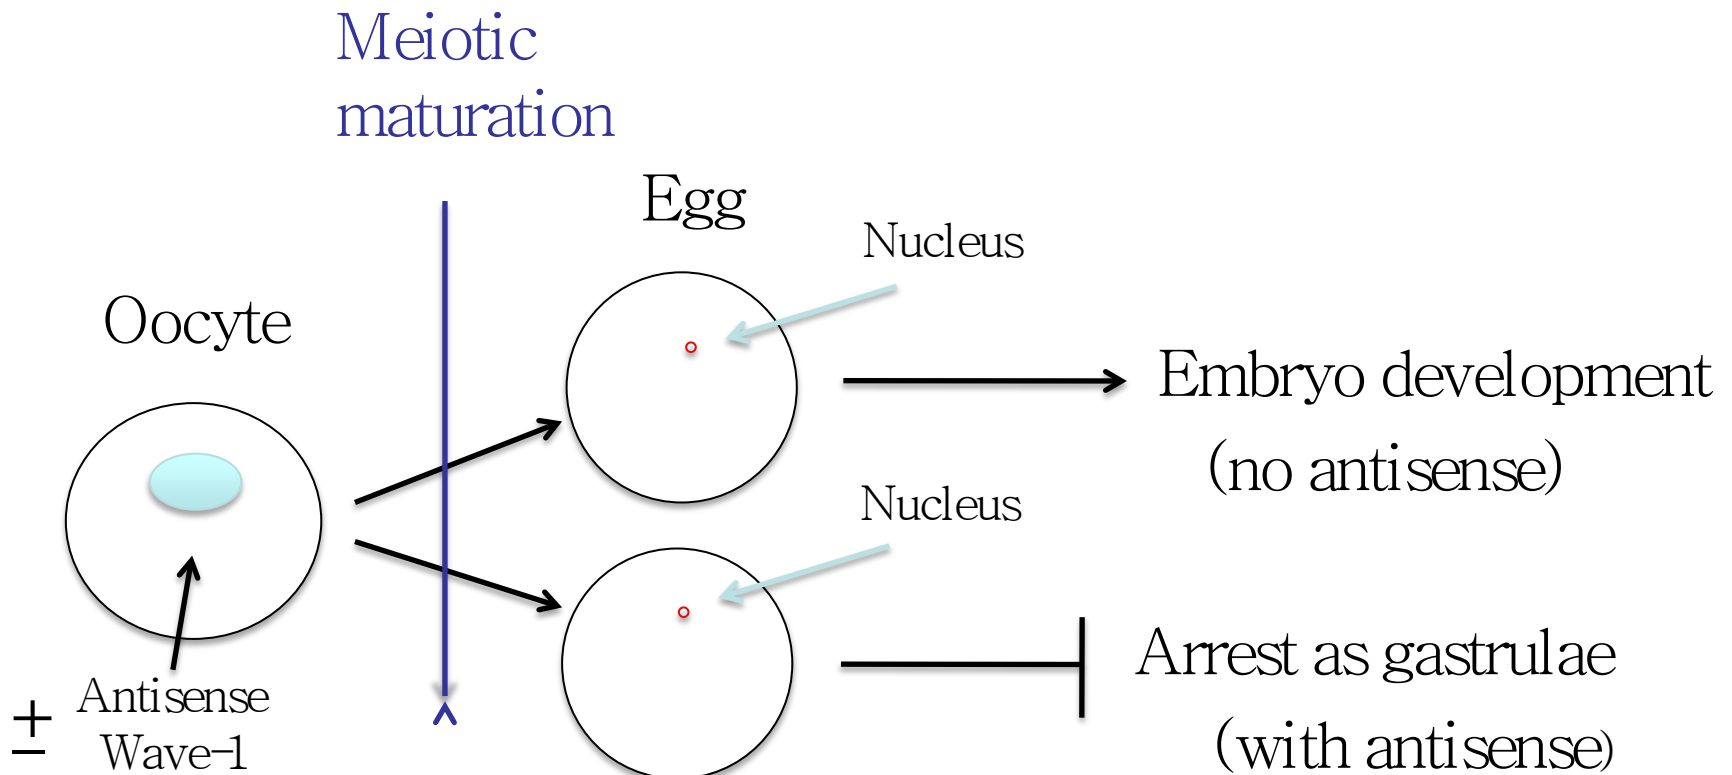 Meiotic
maturation
Egg
Nucleus
Oocyte
Embryo development
(no antisense)
Nucleus
Arrest as gastrulae
(with antisense)
± Antisense
Wave-1